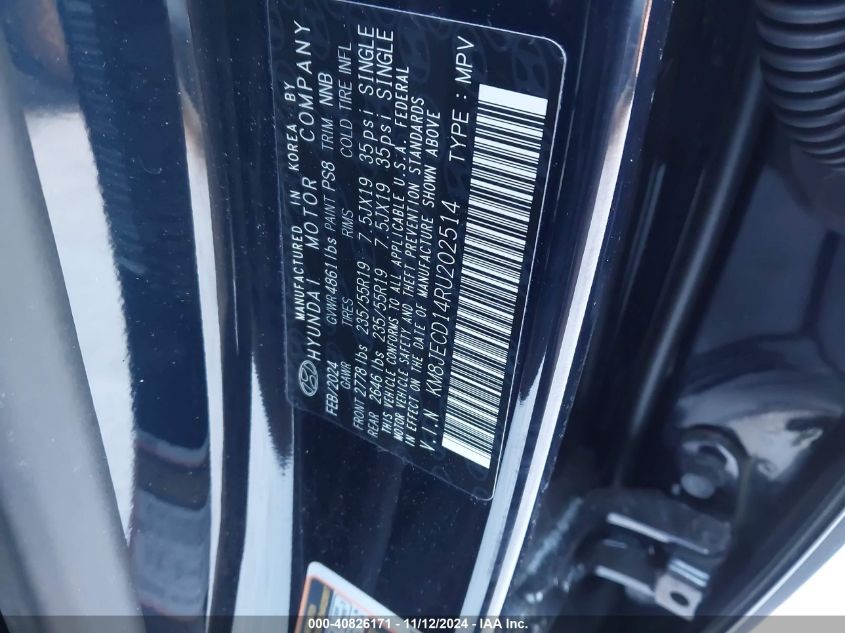 MANUFACTURED IN KOREA BY
HYUNDAI MOTOR COMPANY
FEB/2024 GVWR4861lbs PAINT PS8 TRIM NNB
GAWR TIRES RIMS COLD TIRE INFL
FRONT 2778 lbs 235/55R19 7.5JX19 35psi SINGLE
REAR 2646 lbs 235/55R19 7.5JX19 35psi SINGLE
THIS VEHICLE CONFORMS TO ALL APPLICABLE U.S.A. FEDERAL
MOTOR VEHICLE SAFETY AND THEFT PREVENTION STANDARDS
IN EFFECT ON THE DATE OF MANUFACTURE SHOWN ABOVE
V.I.N KM8JECD14RU202514 TYPE : MPV
000-40826171 - 11/12/2024 - IAA Inc.